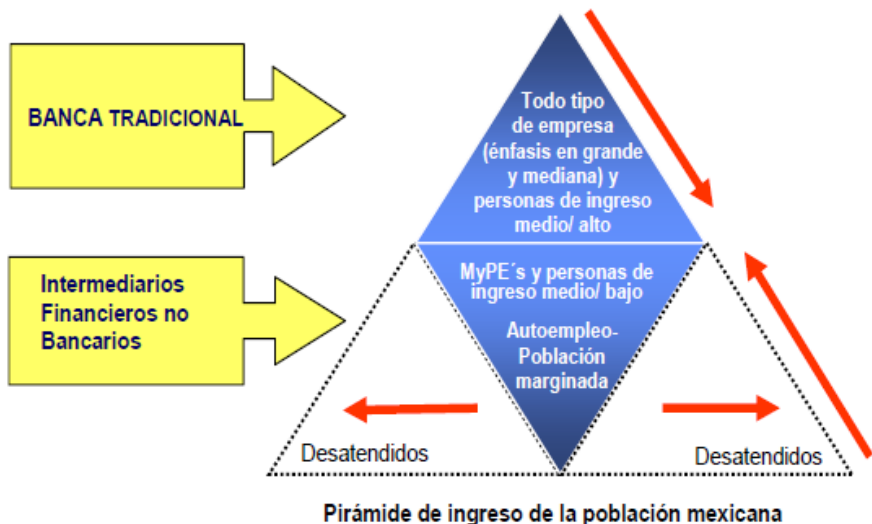 BANCA TRADICIONAL
Todo tipo
de empresa
(énfasis en grande
y mediana) y
personas de ingreso
medio/ alto
Intermediarios
Financieros no
Bancarios
MyPE´s y personas de
ingreso medio/ bajo
Autoempleo-
Población
marginada
Desatendidos
Desatendidos
Pirámide de ingreso de la población mexicana